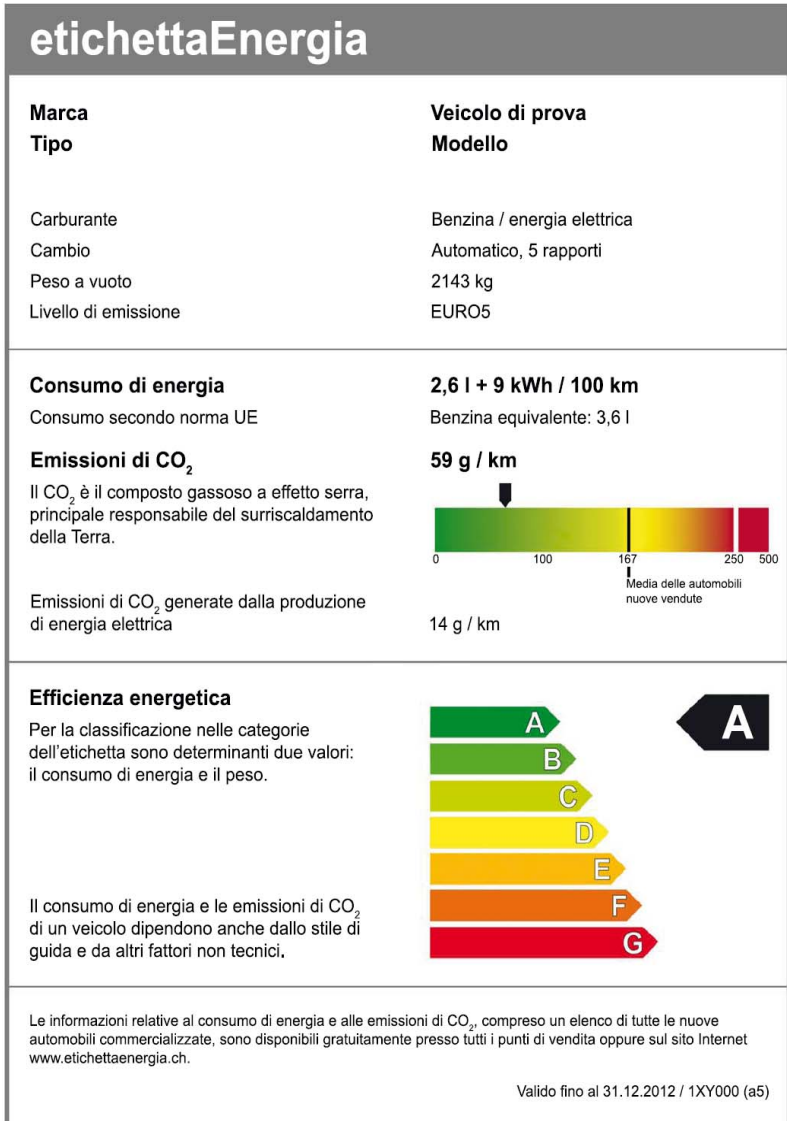 etichettaEnergia
Marca Veicolo di prova
Tipo Modello
Carburante Benzina / energia elettrica
Cambio Automatico, 5 rapporti
Peso a vuoto 2143 kg
Livello di emissione EURO5
Consumo di energia 2,6 l + 9 kWh / 100 km
Consumo secondo norma UE Benzina equivalente: 3,6 l
Emissioni di CO₂ 59 g / km
Il CO₂ è il composto gassoso a effetto serra,
principale responsabile del surriscaldamento
della Terra.
0 100 167 250 500
Media delle automobili
nuove vendute
Emissioni di CO₂ generate dalla produzione
di energia elettrica 14 g / km
Efficienza energetica
Per la classificazione nelle categorie
dell'etichetta sono determinanti due valori:
il consumo di energia e il peso.
Il consumo di energia e le emissioni di CO₂
di un veicolo dipendono anche dallo stile di
guida e da altri fattori non tecnici.
A
A
B
C
D
E
F
G
Le informazioni relative al consumo di energia e alle emissioni di CO₂, compreso un elenco di tutte le nuove
automobili commercializzate, sono disponibili gratuitamente presso tutti i punti di vendita oppure sul sito Internet
www.etichettaenergia.ch.
Valido fino al 31.12.2012 / 1XY000 (a5)